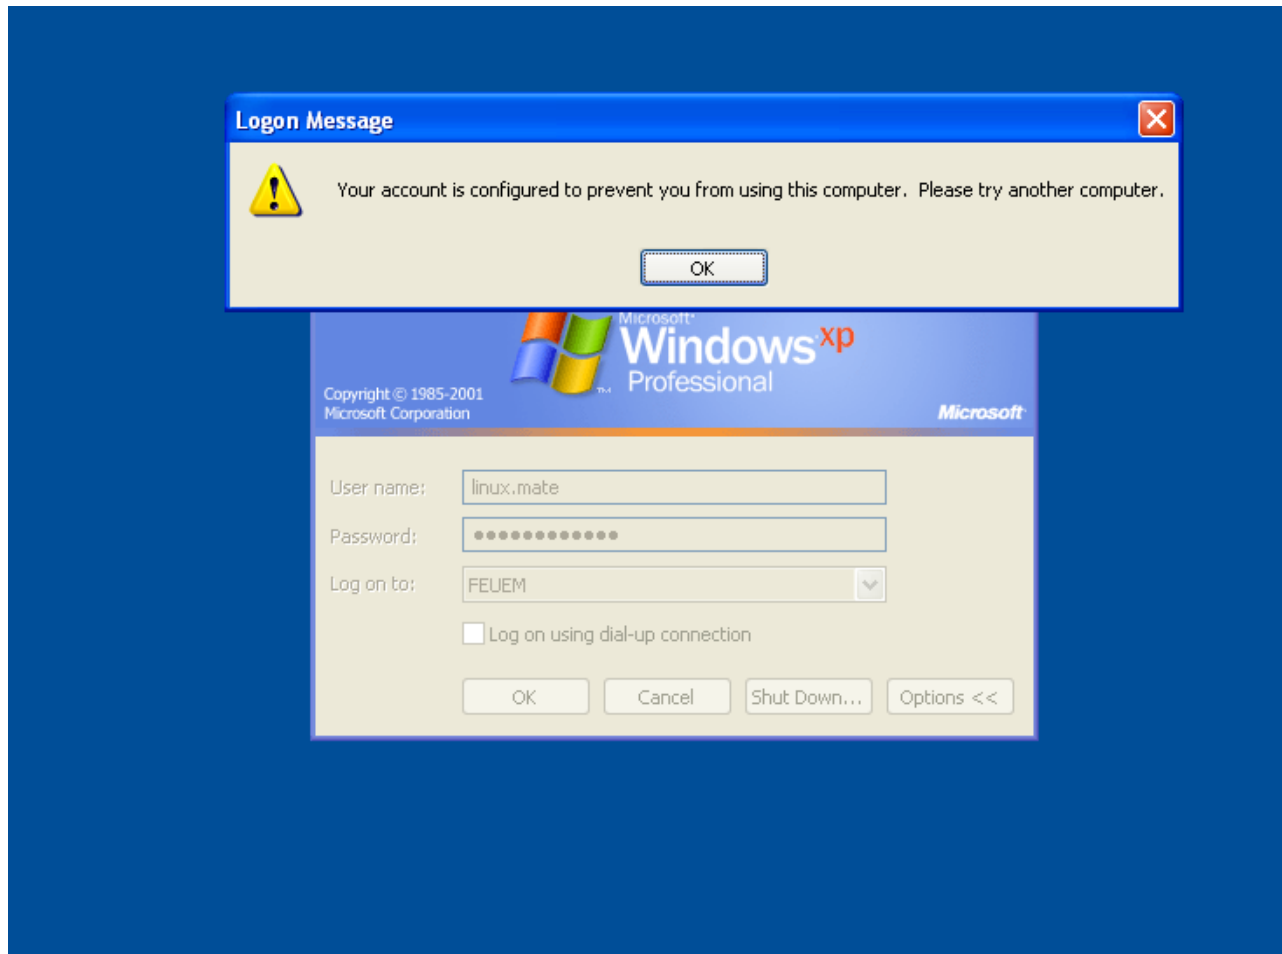 Logon Message
Your account is configured to prevent you from using this computer. Please try another computer.
OK
Microsoft
Windows xp
Professional
Copyright © 1985-2001
Microsoft Corporation
Microsoft
User name: linux.mate
Password: ●●●●●●●●●●●●
Log on to: FEUEM
Log on using dial-up connection
OK Cancel Shut Down... Options <<